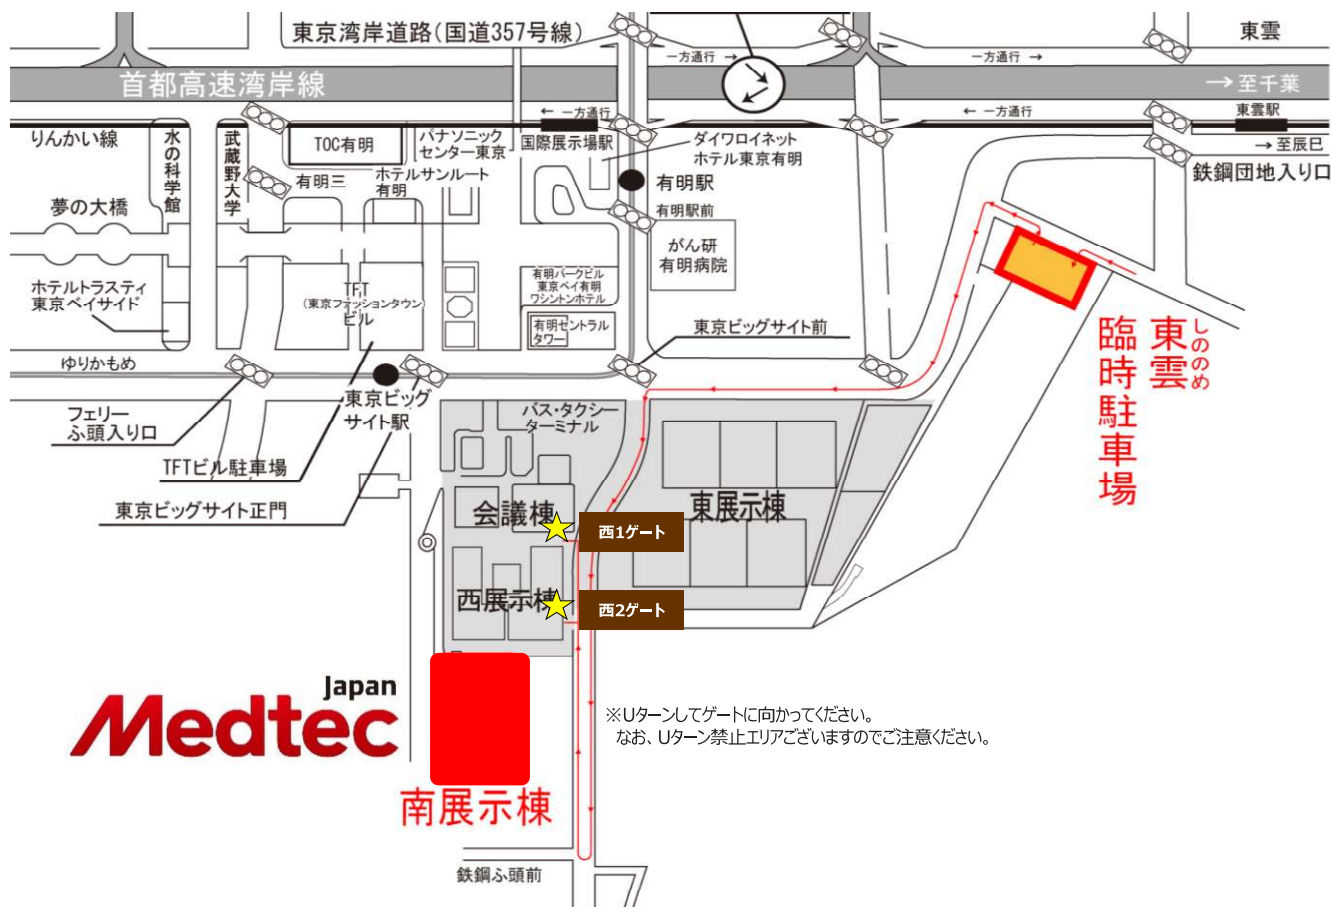 東京湾岸道路(国道357号線)
東雲
一方通行 →
一方通行 →
首都高速湾岸線
→至千葉
← 一方通行
← 一方通行
東雲駅
りんかい線
水の科学館
武蔵野大学
TOC有明
パナソニック
センター東京
国際展示場駅
ダイワロイネット
ホテル東京有明
→至辰巳
鉄鋼団地入り口
有明三
ホテルサンルート
有明
有明駅
有明駅前
夢の大橋
がん研
有明病院
ホテルトラスティ
東京ベイサイド
TFT
(東京ファッションタウン)
ビル
有明パークビル
東京ベイ有明
ワシントンホテル
有明セントラル
タワー
東京ビッグサイト前
東雲
しののめ
臨時駐車場
ゆりかもめ
東京ビッグ
サイト駅
バス・タクシー
ターミナル
フェリー
ふ頭入り口
TFTビル駐車場
東京ビッグサイト正門
会議棟
東展示棟
西1ゲート
西展示棟
西2ゲート
Japan
Medtec
※Uターンしてゲートに向かってください。
なお、Uターン禁止エリアございますのでご注意ください。
南展示棟
鉄鋼ふ頭前